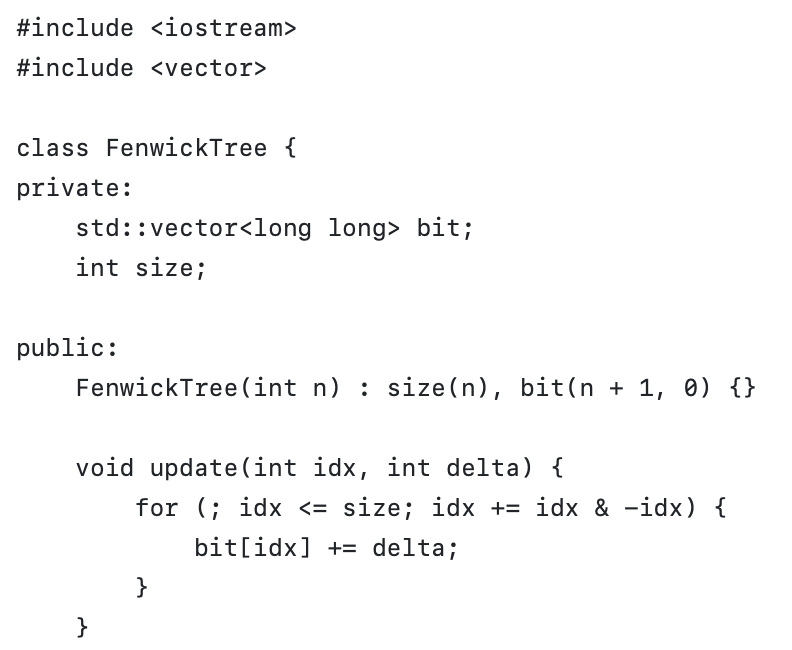 #include <iostream>
#include <vector>

class FenwickTree {
private:
    std::vector<long long> bit;
    int size;

public:
    FenwickTree(int n) : size(n), bit(n + 1, 0) {}

    void update(int idx, int delta) {
        for (; idx <= size; idx += idx & -idx) {
            bit[idx] += delta;
        }
    }